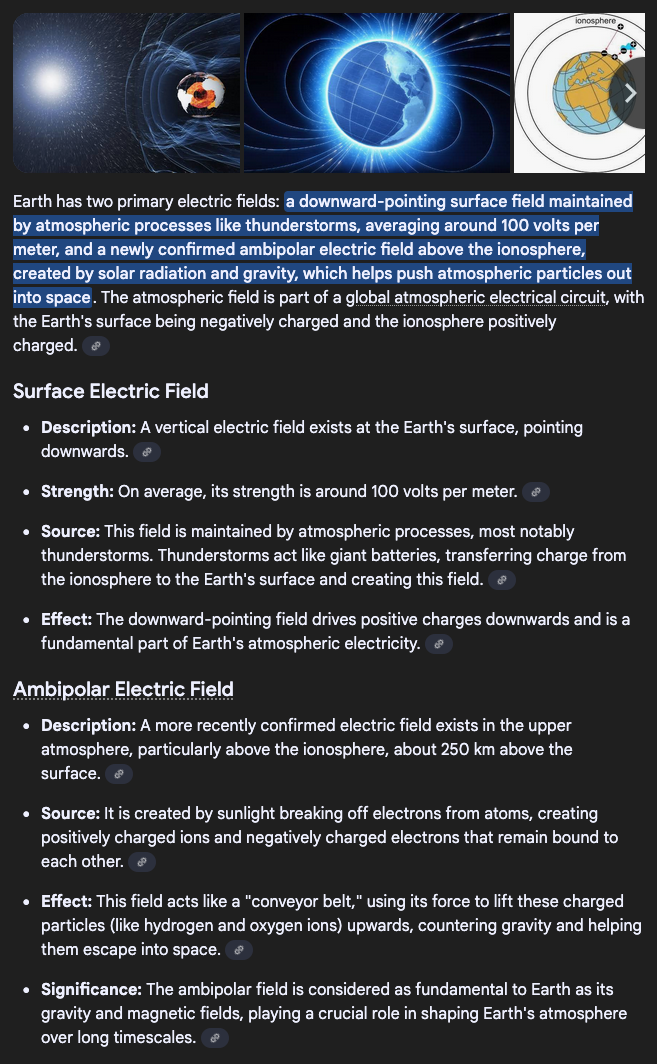 ionosphere
Earth has two primary electric fields: a downward-pointing surface field maintained
by atmospheric processes like thunderstorms, averaging around 100 volts per
meter, and a newly confirmed ambipolar electric field above the ionosphere,
created by solar radiation and gravity, which helps push atmospheric particles out
into space. The atmospheric field is part of a global atmospheric electrical circuit, with
the Earth's surface being negatively charged and the ionosphere positively
charged.
Surface Electric Field
• Description: A vertical electric field exists at the Earth's surface, pointing
downwards.
• Strength: On average, its strength is around 100 volts per meter.
• Source: This field is maintained by atmospheric processes, most notably
thunderstorms. Thunderstorms act like giant batteries, transferring charge from
the ionosphere to the Earth's surface and creating this field.
• Effect: The downward-pointing field drives positive charges downwards and is a
fundamental part of Earth's atmospheric electricity.
Ambipolar Electric Field
• Description: A more recently confirmed electric field exists in the upper
atmosphere, particularly above the ionosphere, about 250 km above the
surface.
• Source: It is created by sunlight breaking off electrons from atoms, creating
positively charged ions and negatively charged electrons that remain bound to
each other.
• Effect: This field acts like a "conveyor belt," using its force to lift these charged
particles (like hydrogen and oxygen ions) upwards, countering gravity and helping
them escape into space.
• Significance: The ambipolar field is considered as fundamental to Earth as its
gravity and magnetic fields, playing a crucial role in shaping Earth's atmosphere
over long timescales.